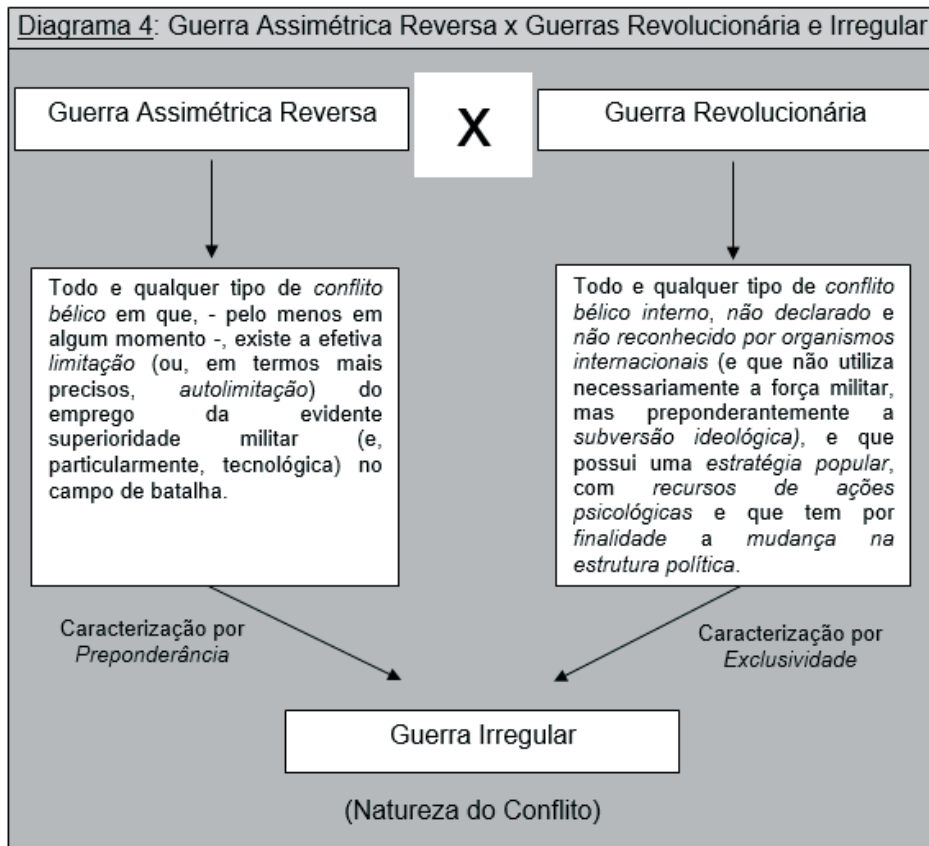 Diagrama 4: Guerra Assimétrica Reversa x Guerras Revolucionária e Irregular
Guerra Assimétrica Reversa
X
Guerra Revolucionária
Todo e qualquer tipo de conflito
bélico em que, - pelo menos em
algum momento -, existe a efetiva
limitação (ou, em termos mais
precisos, autolimitação) do
emprego da evidente
superioridade militar (e,
particularmente, tecnológica) no
campo de batalha.
Todo e qualquer tipo de conflito
bélico interno, não declarado e
não reconhecido por organismos
internacionais (e que não utiliza
necessariamente a força militar,
mas preponderantemente a
subversão ideológica), e que
possui uma estratégia popular,
com recursos de ações
psicológicas e que tem por
finalidade a mudança na
estrutura política.
Caracterização por
Preponderância
Caracterização por
Exclusividade
Guerra Irregular
(Natureza do Conflito)